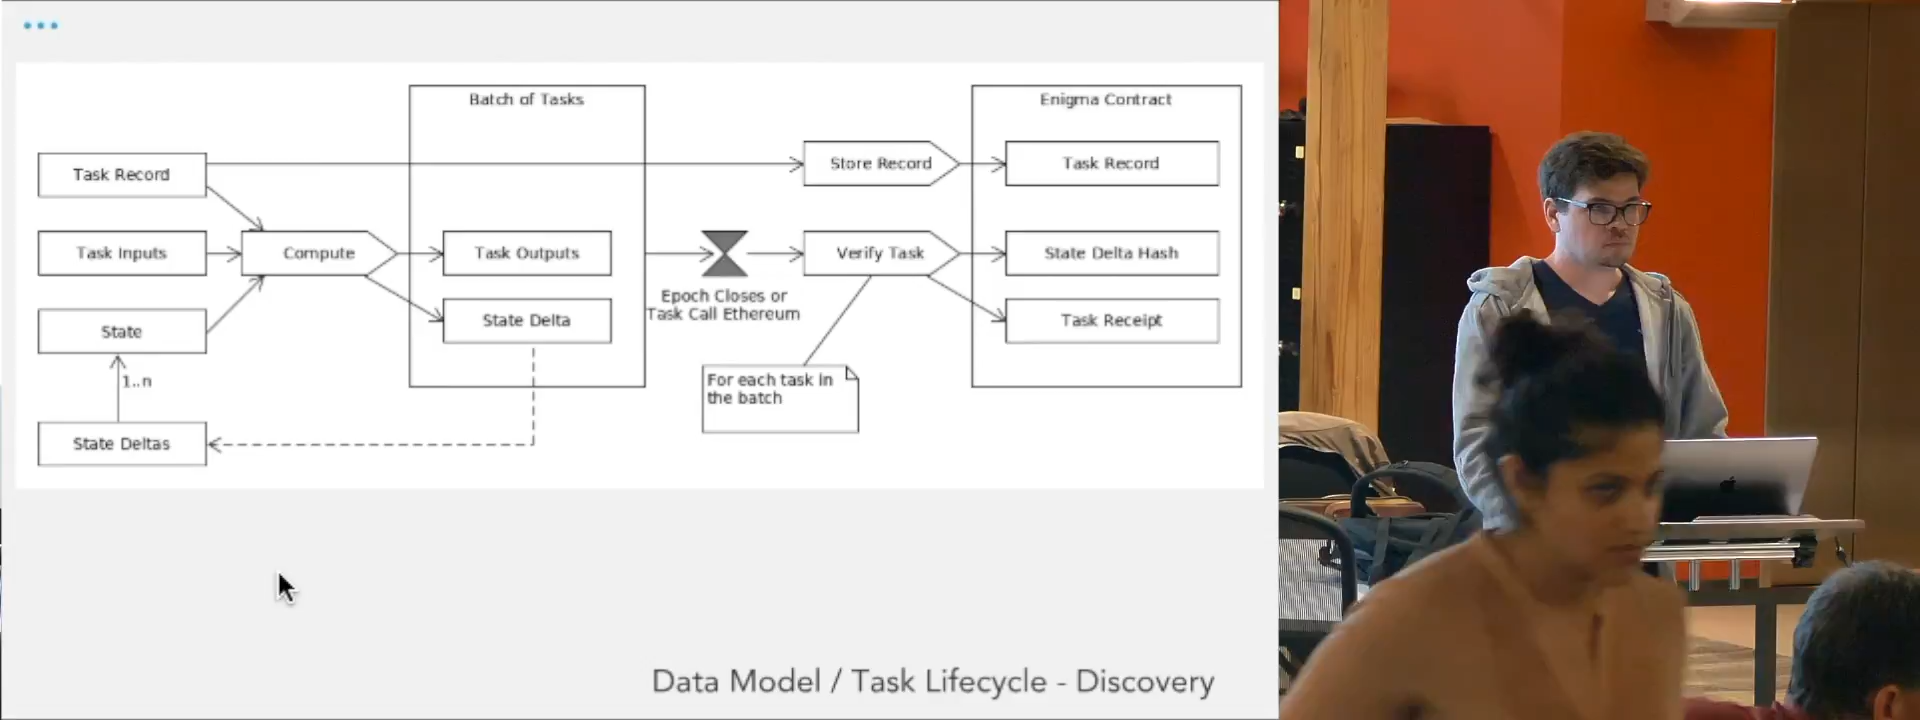 Batch of Tasks
Enigma Contract
Task Record
Store Record
Task Record
Task Inputs
Compute
Task Outputs
Verify Task
State Delta Hash
Epoch Closes or
Task Call Ethereum
State
State Delta
Task Receipt
1..n
For each task in
the batch
State Deltas
Data Model / Task Lifecycle - Discovery